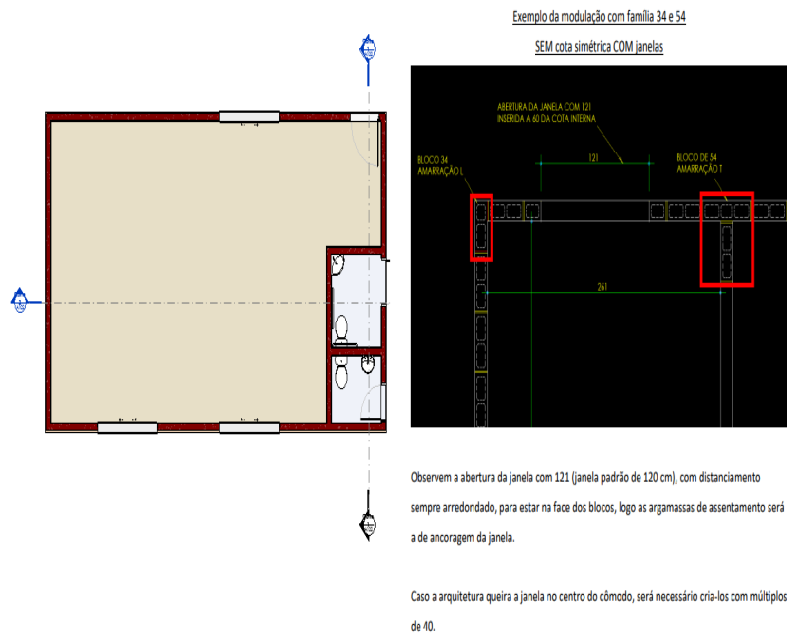 Exemplo da modulação com família 34 e 54
SEM cota simétrica COM janelas
ABERTURA DA JANELA COM 121
INSERIDA A 60 DA COTA INTERNA
BLOCO 34
AMARRAÇÃO L
121
BLOCO DE 54
AMARRAÇÃO T
261
Observem a abertura da janela com 121 (janela padrão de 120 cm), com distanciamento
sempre arredondado, para estar na face dos blocos, logo as argamassas de assentamento será
a de ancoragem da janela.
Caso a arquitetura queira a janela no centro do cômodo, será necessário cria-los com múltiplos
de 40.